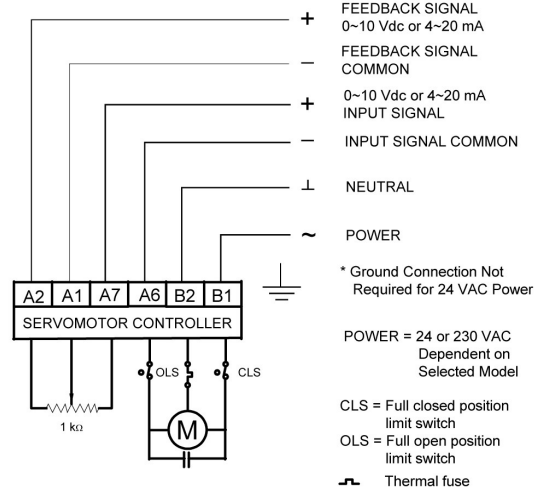 FEEDBACK SIGNAL
0~10 Vdc or 4~20 mA
FEEDBACK SIGNAL
COMMON
0~10 Vdc or 4~20 mA
INPUT SIGNAL
INPUT SIGNAL COMMON
NEUTRAL
~ POWER
* Ground Connection Not
Required for 24 VAC Power
A2 A1 A7 A6 B2 B1
SERVOMOTOR CONTROLLER
POWER = 24 or 230 VAC
Dependent on
Selected Model
OLS
CLS
1 kΩ
M
CLS = Full closed position
limit switch
OLS = Full open position
limit switch
Thermal fuse